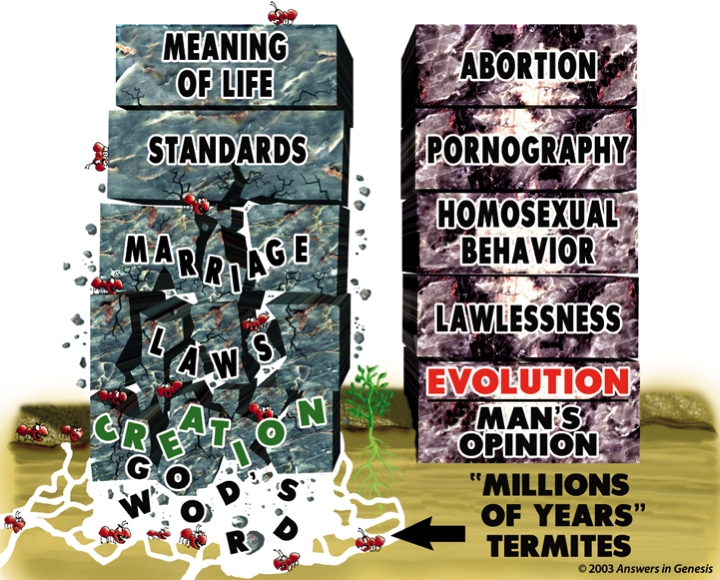 MEANING
OF LIFE
STANDARDS
MARRIAGE
LAWS
CREATION
GOD'S
WORD
ABORTION
PORNOGRAPHY
HOMOSEXUAL
BEHAVIOR
LAWLESSNESS
EVOLUTION
MAN'S
OPINION
"MILLIONS
OF YEARS"
TERMITES
© 2003 Answers in Genesis